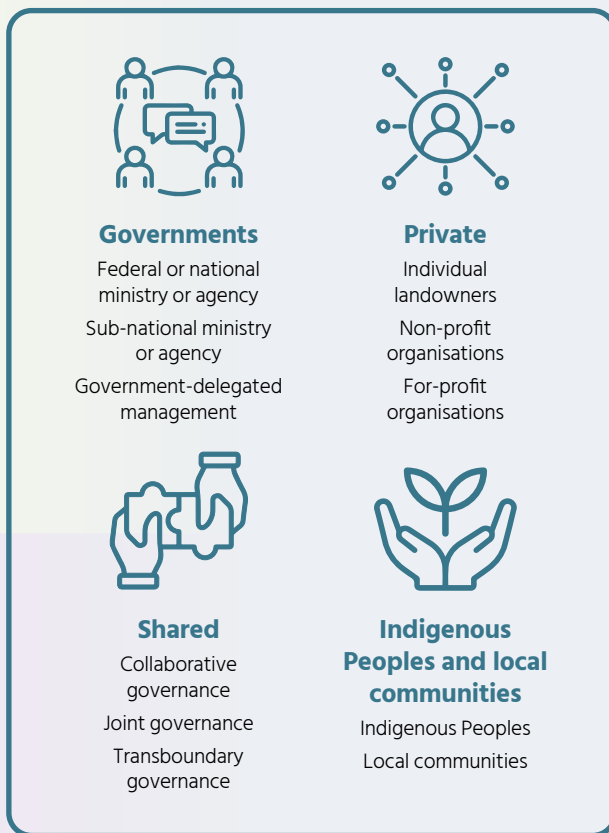 Governments
Federal or national
ministry or agency
Sub-national ministry
or agency
Government-delegated
management
Private
Individual
landowners
Non-profit
organisations
For-profit
organisations
Shared
Collaborative
governance
Joint governance
Transboundary
governance
Indigenous
Peoples and local
communities
Indigenous Peoples
Local communities